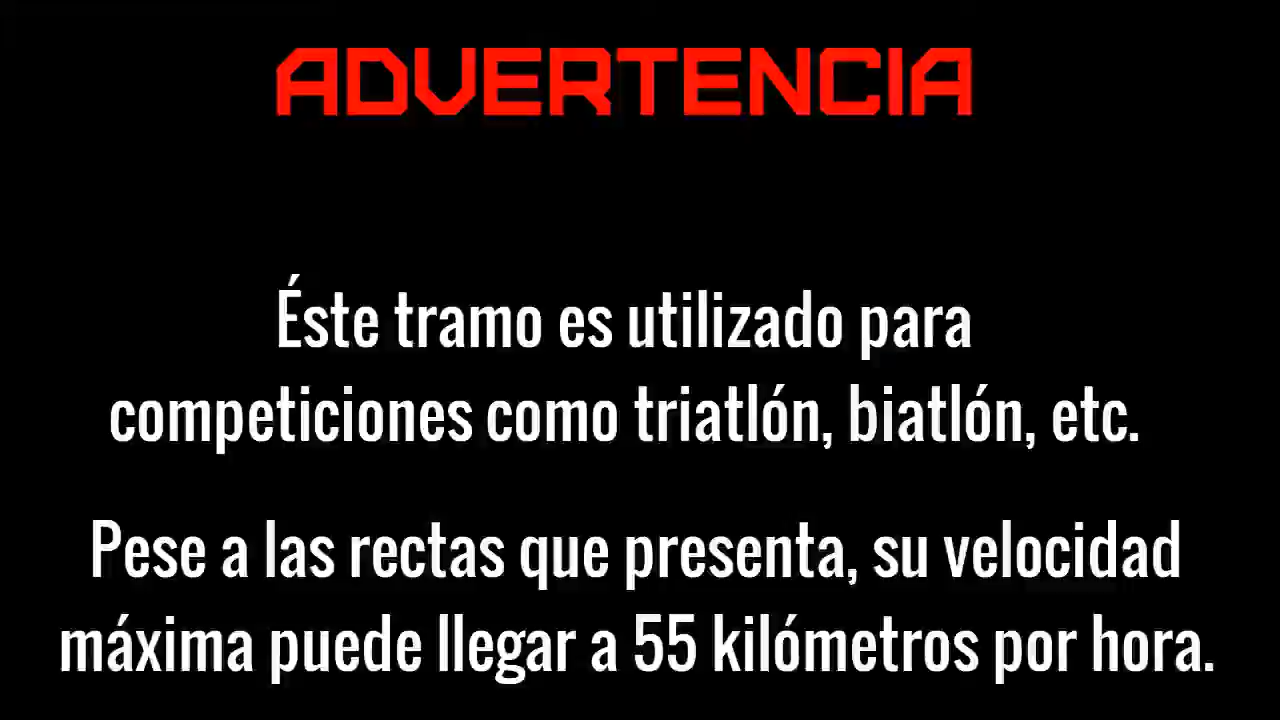 ADVERTENCIA
Éste tramo es utilizado para
competiciones como triatlón, biatlón, etc.
Pese a las rectas que presenta, su velocidad
máxima puede llegar a 55 kilómetros por hora.